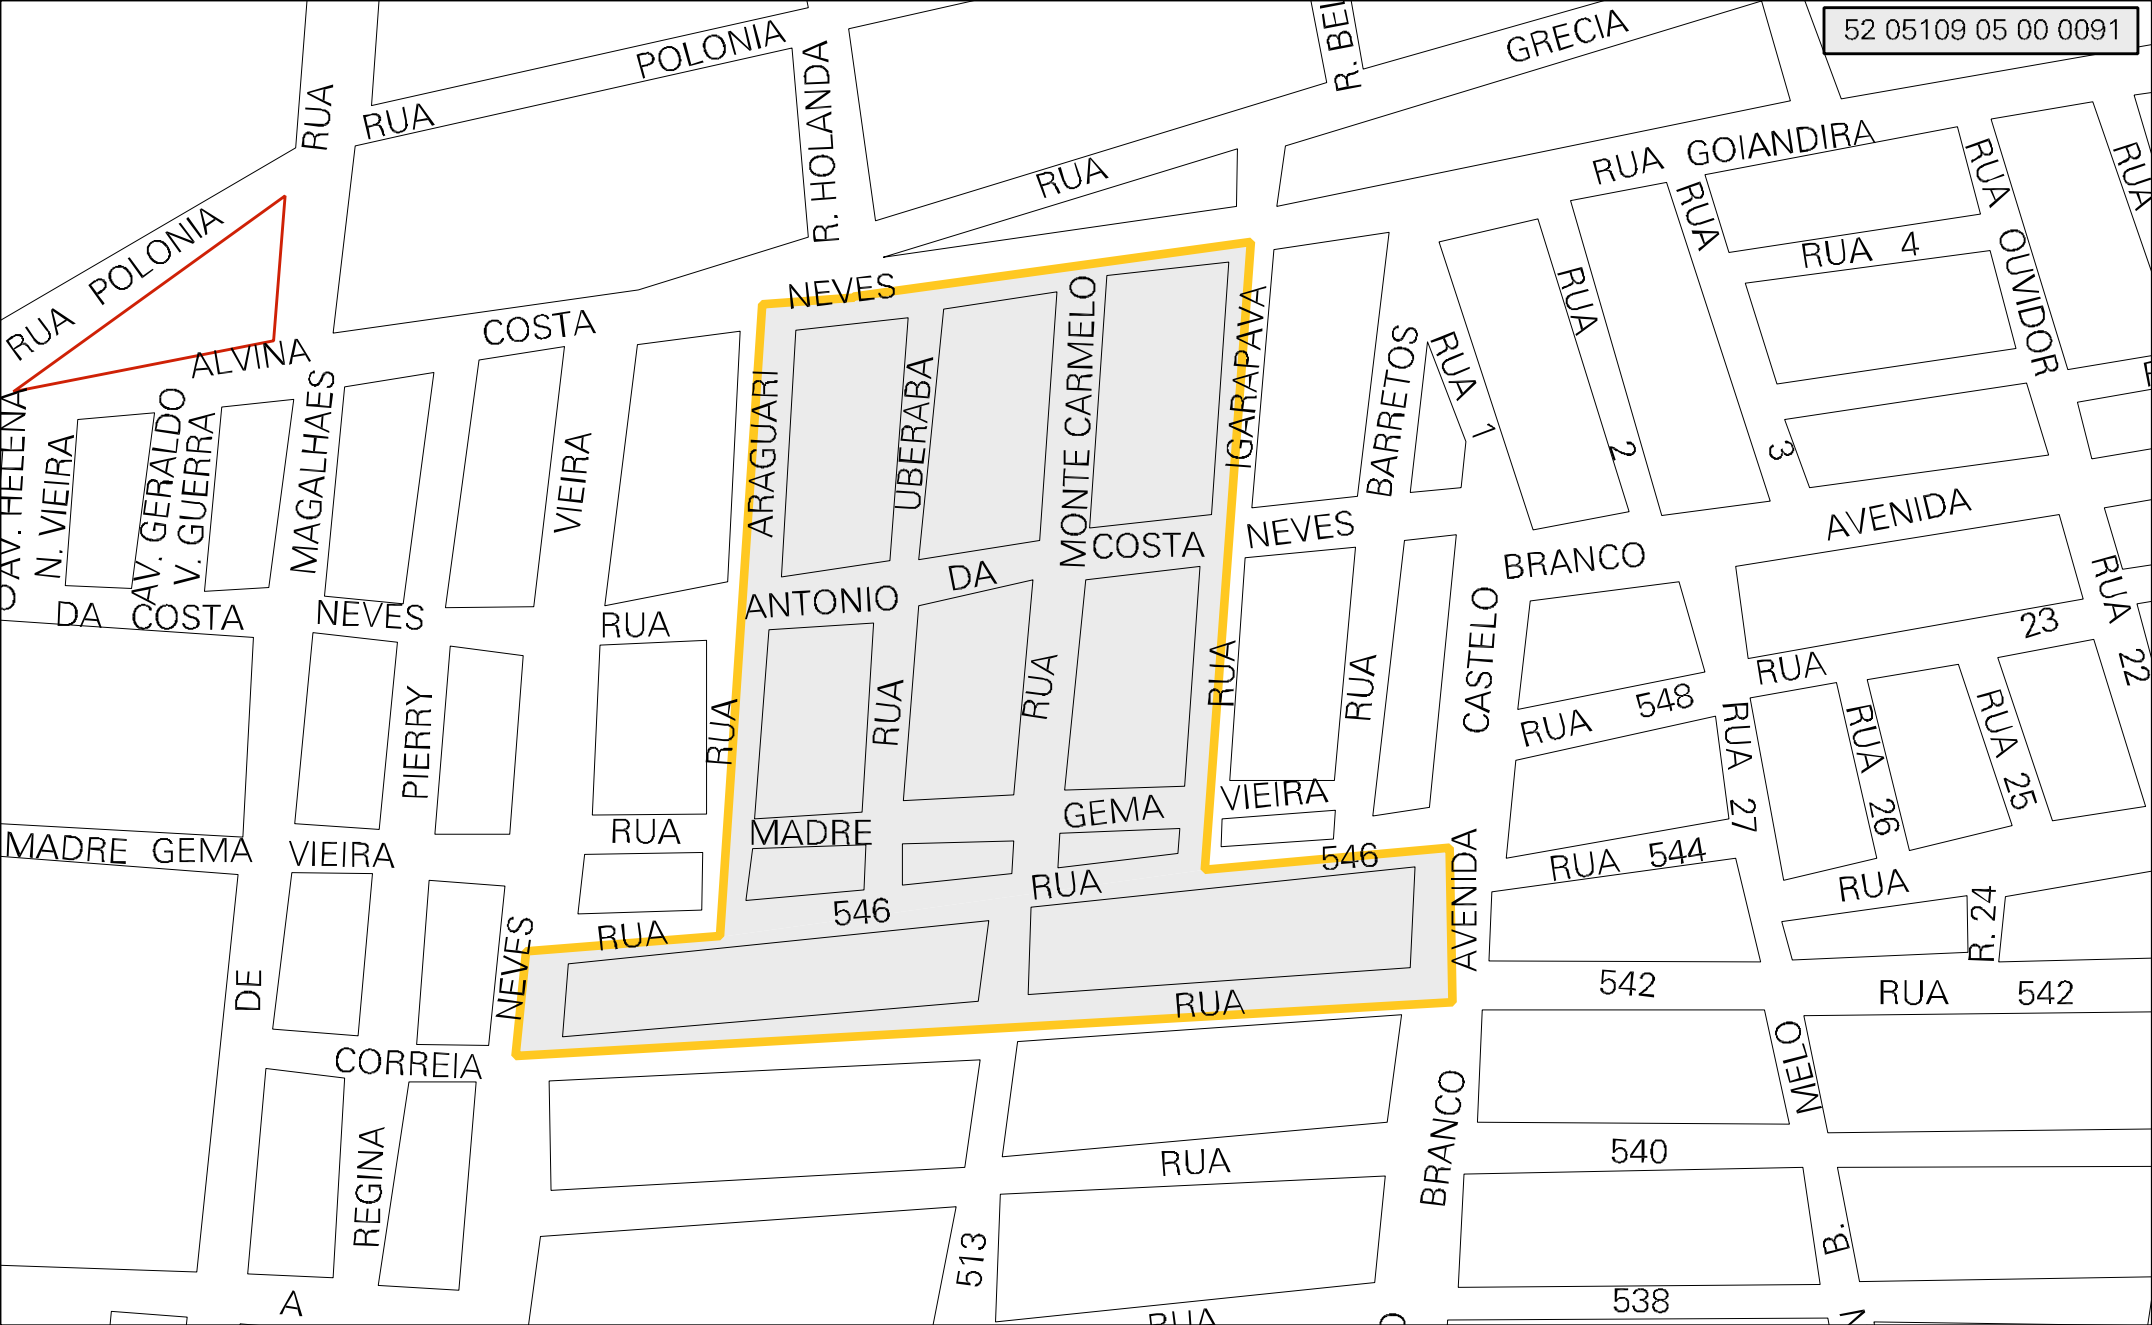 52 05109 05 00 0091
POLONIA
GRECIA
R. BEL
RUA
RUA
R. HOLANDA
RUA
RUA GOIANDIRA
RUA
RUA
RUA
RUA 4
RUA POLONIA
OUVIDOR
NEVES
COSTA
ALVINA
RUA
RUA
MONTE CARMELO
IGARAPAVA
BARRETOS
AV. HELENA
N. VIEIRA
AV. GERALDO
V. GUERRA
MAGALHAES
VIEIRA
ARAGUARI
UBERABA
1
2
3
AVENIDA
NEVES
COSTA
BRANCO
DA
ANTONIO
DA COSTA
NEVES
RUA
RUA 22
23
RUA
CASTELO
548
RUA
RUA
RUA
RUA
RUA
RUA
PIERRY
RUA 27
RUA 26
RUA 25
VIEIRA
GEMA
MADRE
RUA
MADRE GEMA
VIEIRA
546
RUA 544
RUA
RUA
546
RUA
AVENIDA
R. 24
NEVES
DE
542
RUA 542
RUA
CORREIA
MELO
BRANCO
REGINA
RUA
540
513
B.
A
538
RUA